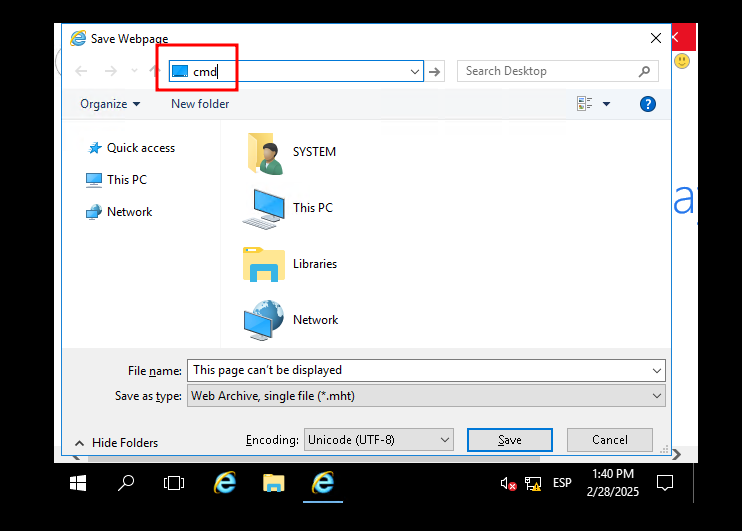 Save Webpage
cmd
Search Desktop
Organize
New folder
Quick access
This PC
Network
SYSTEM
This PC
Libraries
Network
File name:
This page can't be displayed
Save as type:
Web Archive, single file (*.mht)
Hide Folders
Encoding:
Unicode (UTF-8)
Save
Cancel
ESP
1:40 PM
2/28/2025